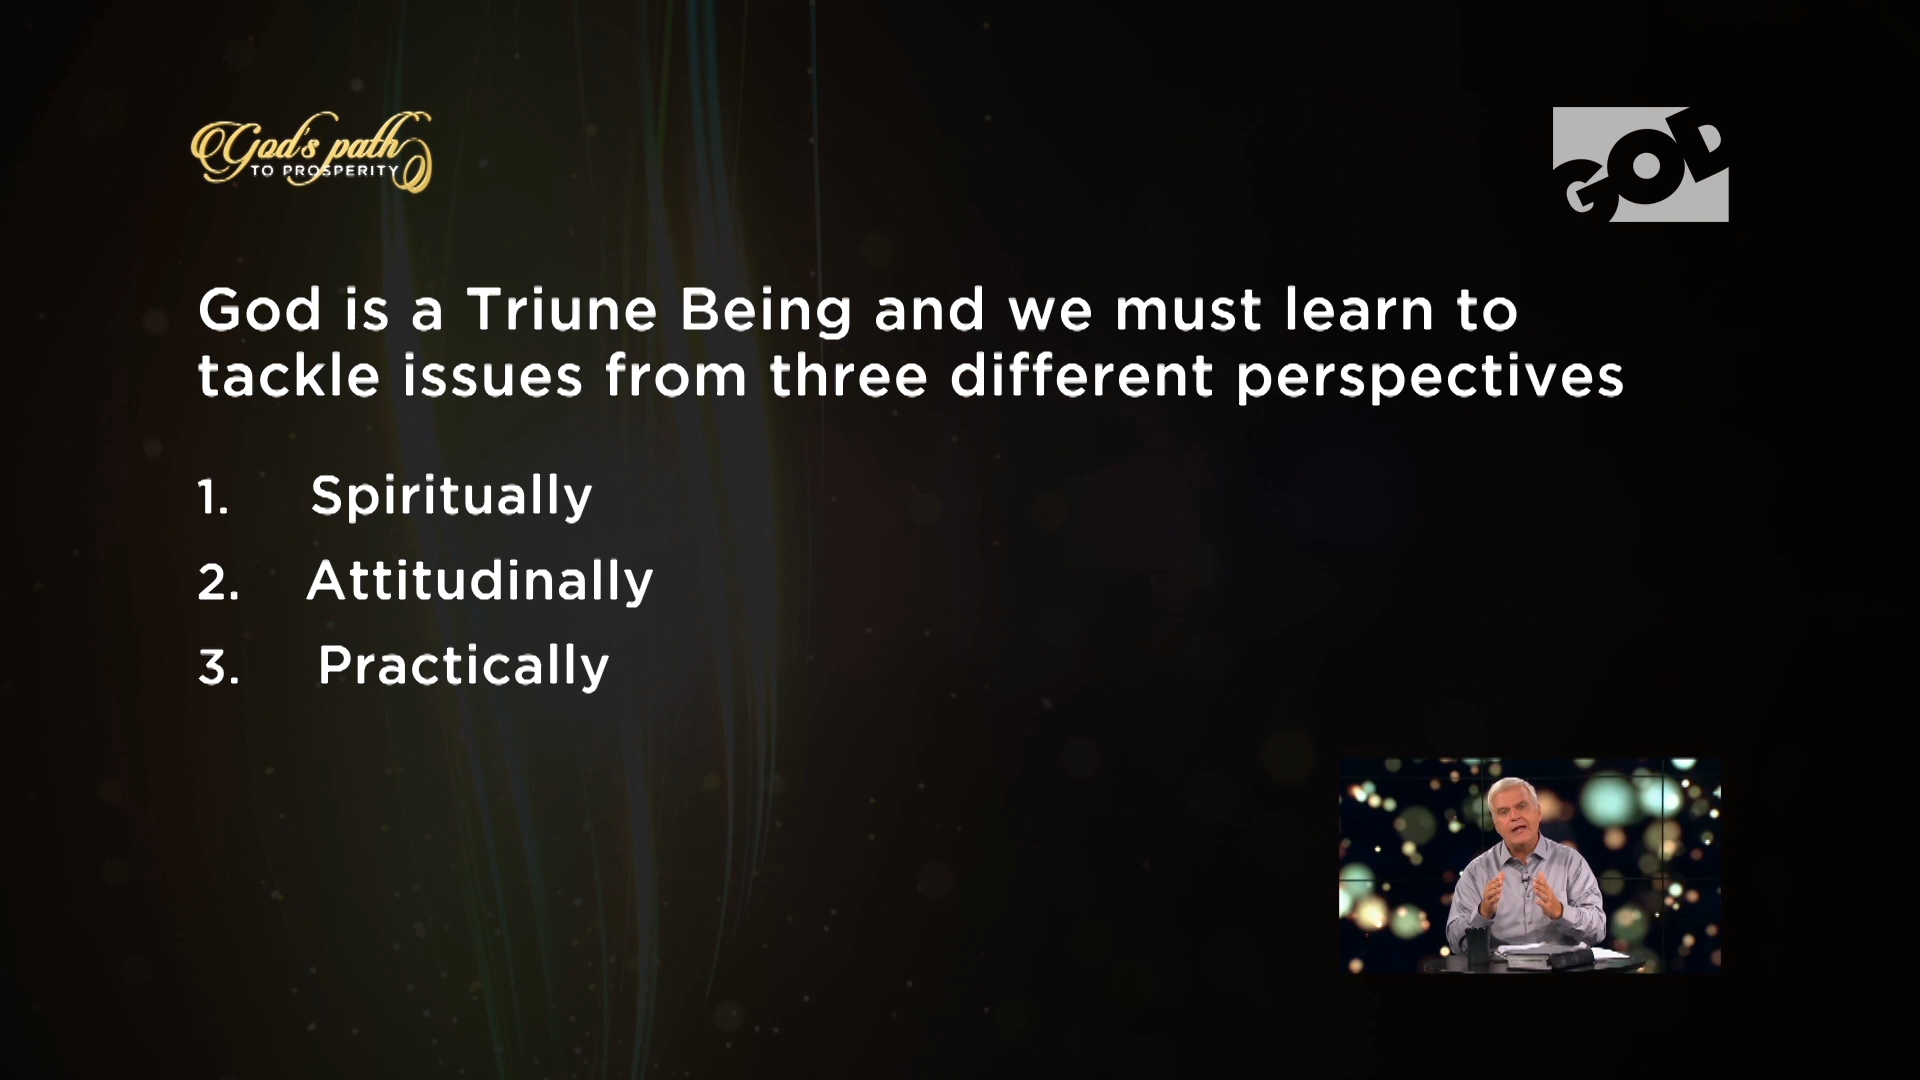 God's path
TO PROSPERITY
GOD
God is a Triune Being and we must learn to
tackle issues from three different perspectives
1. Spiritually
2. Attitudinally
3. Practically